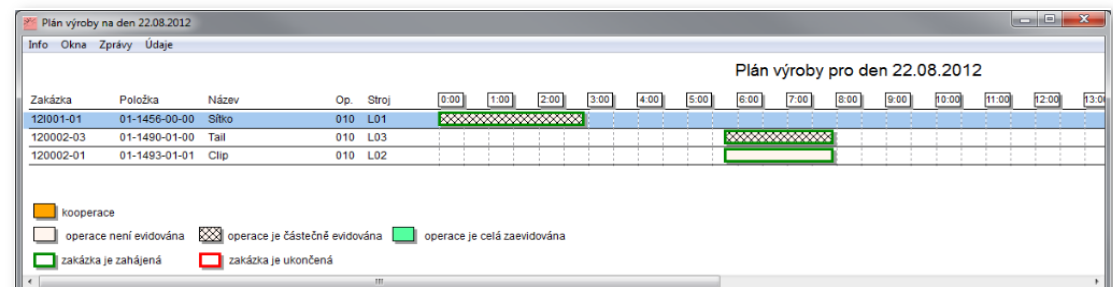 Plán výroby na den 22.08.2012
Info Okna Zprávy Údaje
Plán výroby pro den 22.08.2012
Zakázka Položka Název Op. Stroj 0:00 1:00 2:00 3:00 4:00 5:00 6:00 7:00 8:00 9:00 10:00 11:00 12:00 13:0
12I001-01 01-1456-00-00 Sítko 010 L01
120002-03 01-1490-01-00 Tail 010 L03
120002-01 01-1493-01-01 Clip 010 L02
kooperace
operace není evidována operace je částečně evidována operace je celá zaevidována
zakázka je zahájená zakázka je ukončená